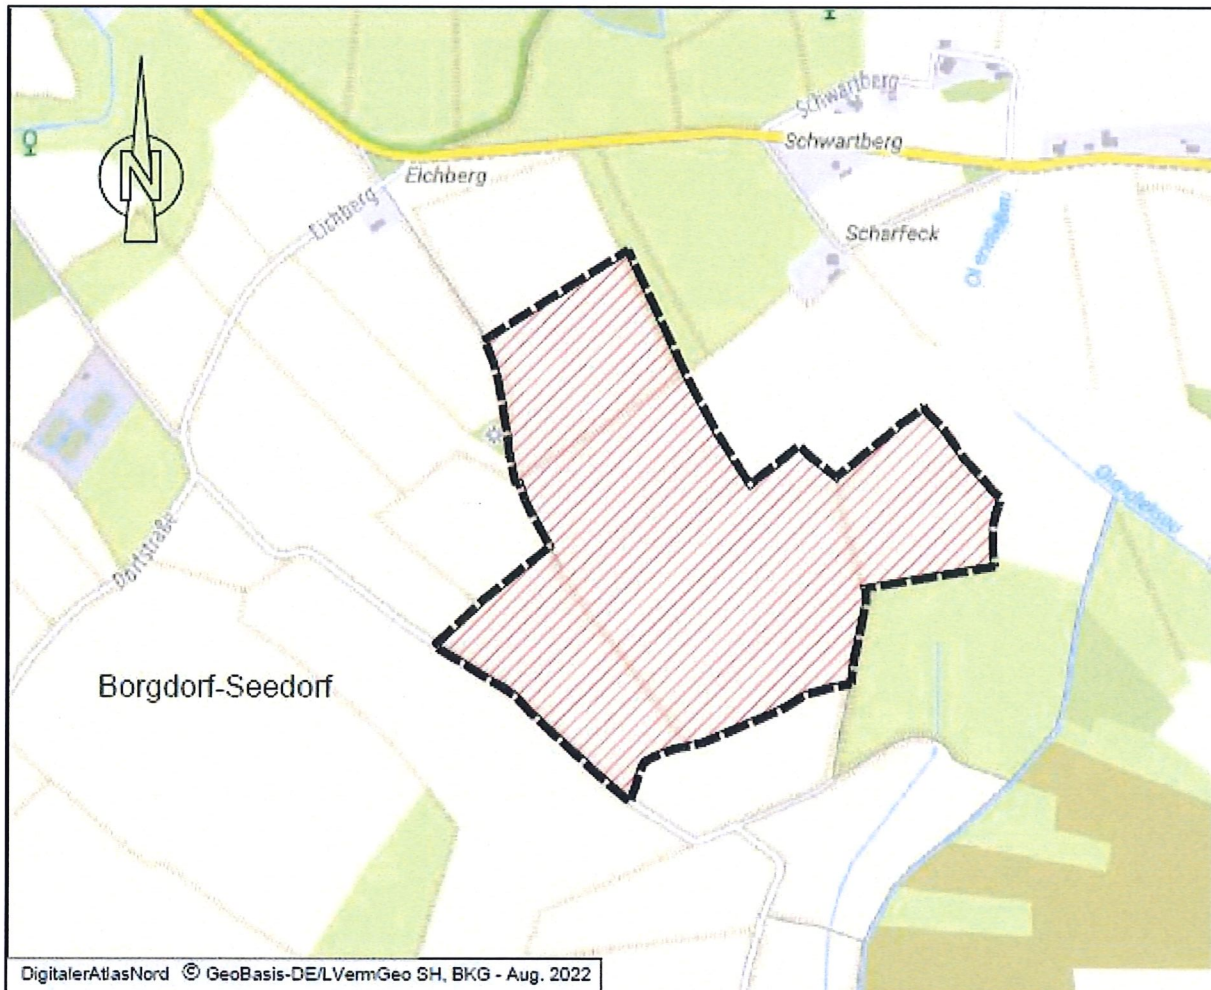 Schwartberg
Schwartberg
N
Eichberg
Eichberg
Scharfeck
Dorfstraße
Borgdorf-Seedorf
DigitalerAtlasNord © GeoBasis-DE/LVermGeo SH, BKG - Aug. 2022